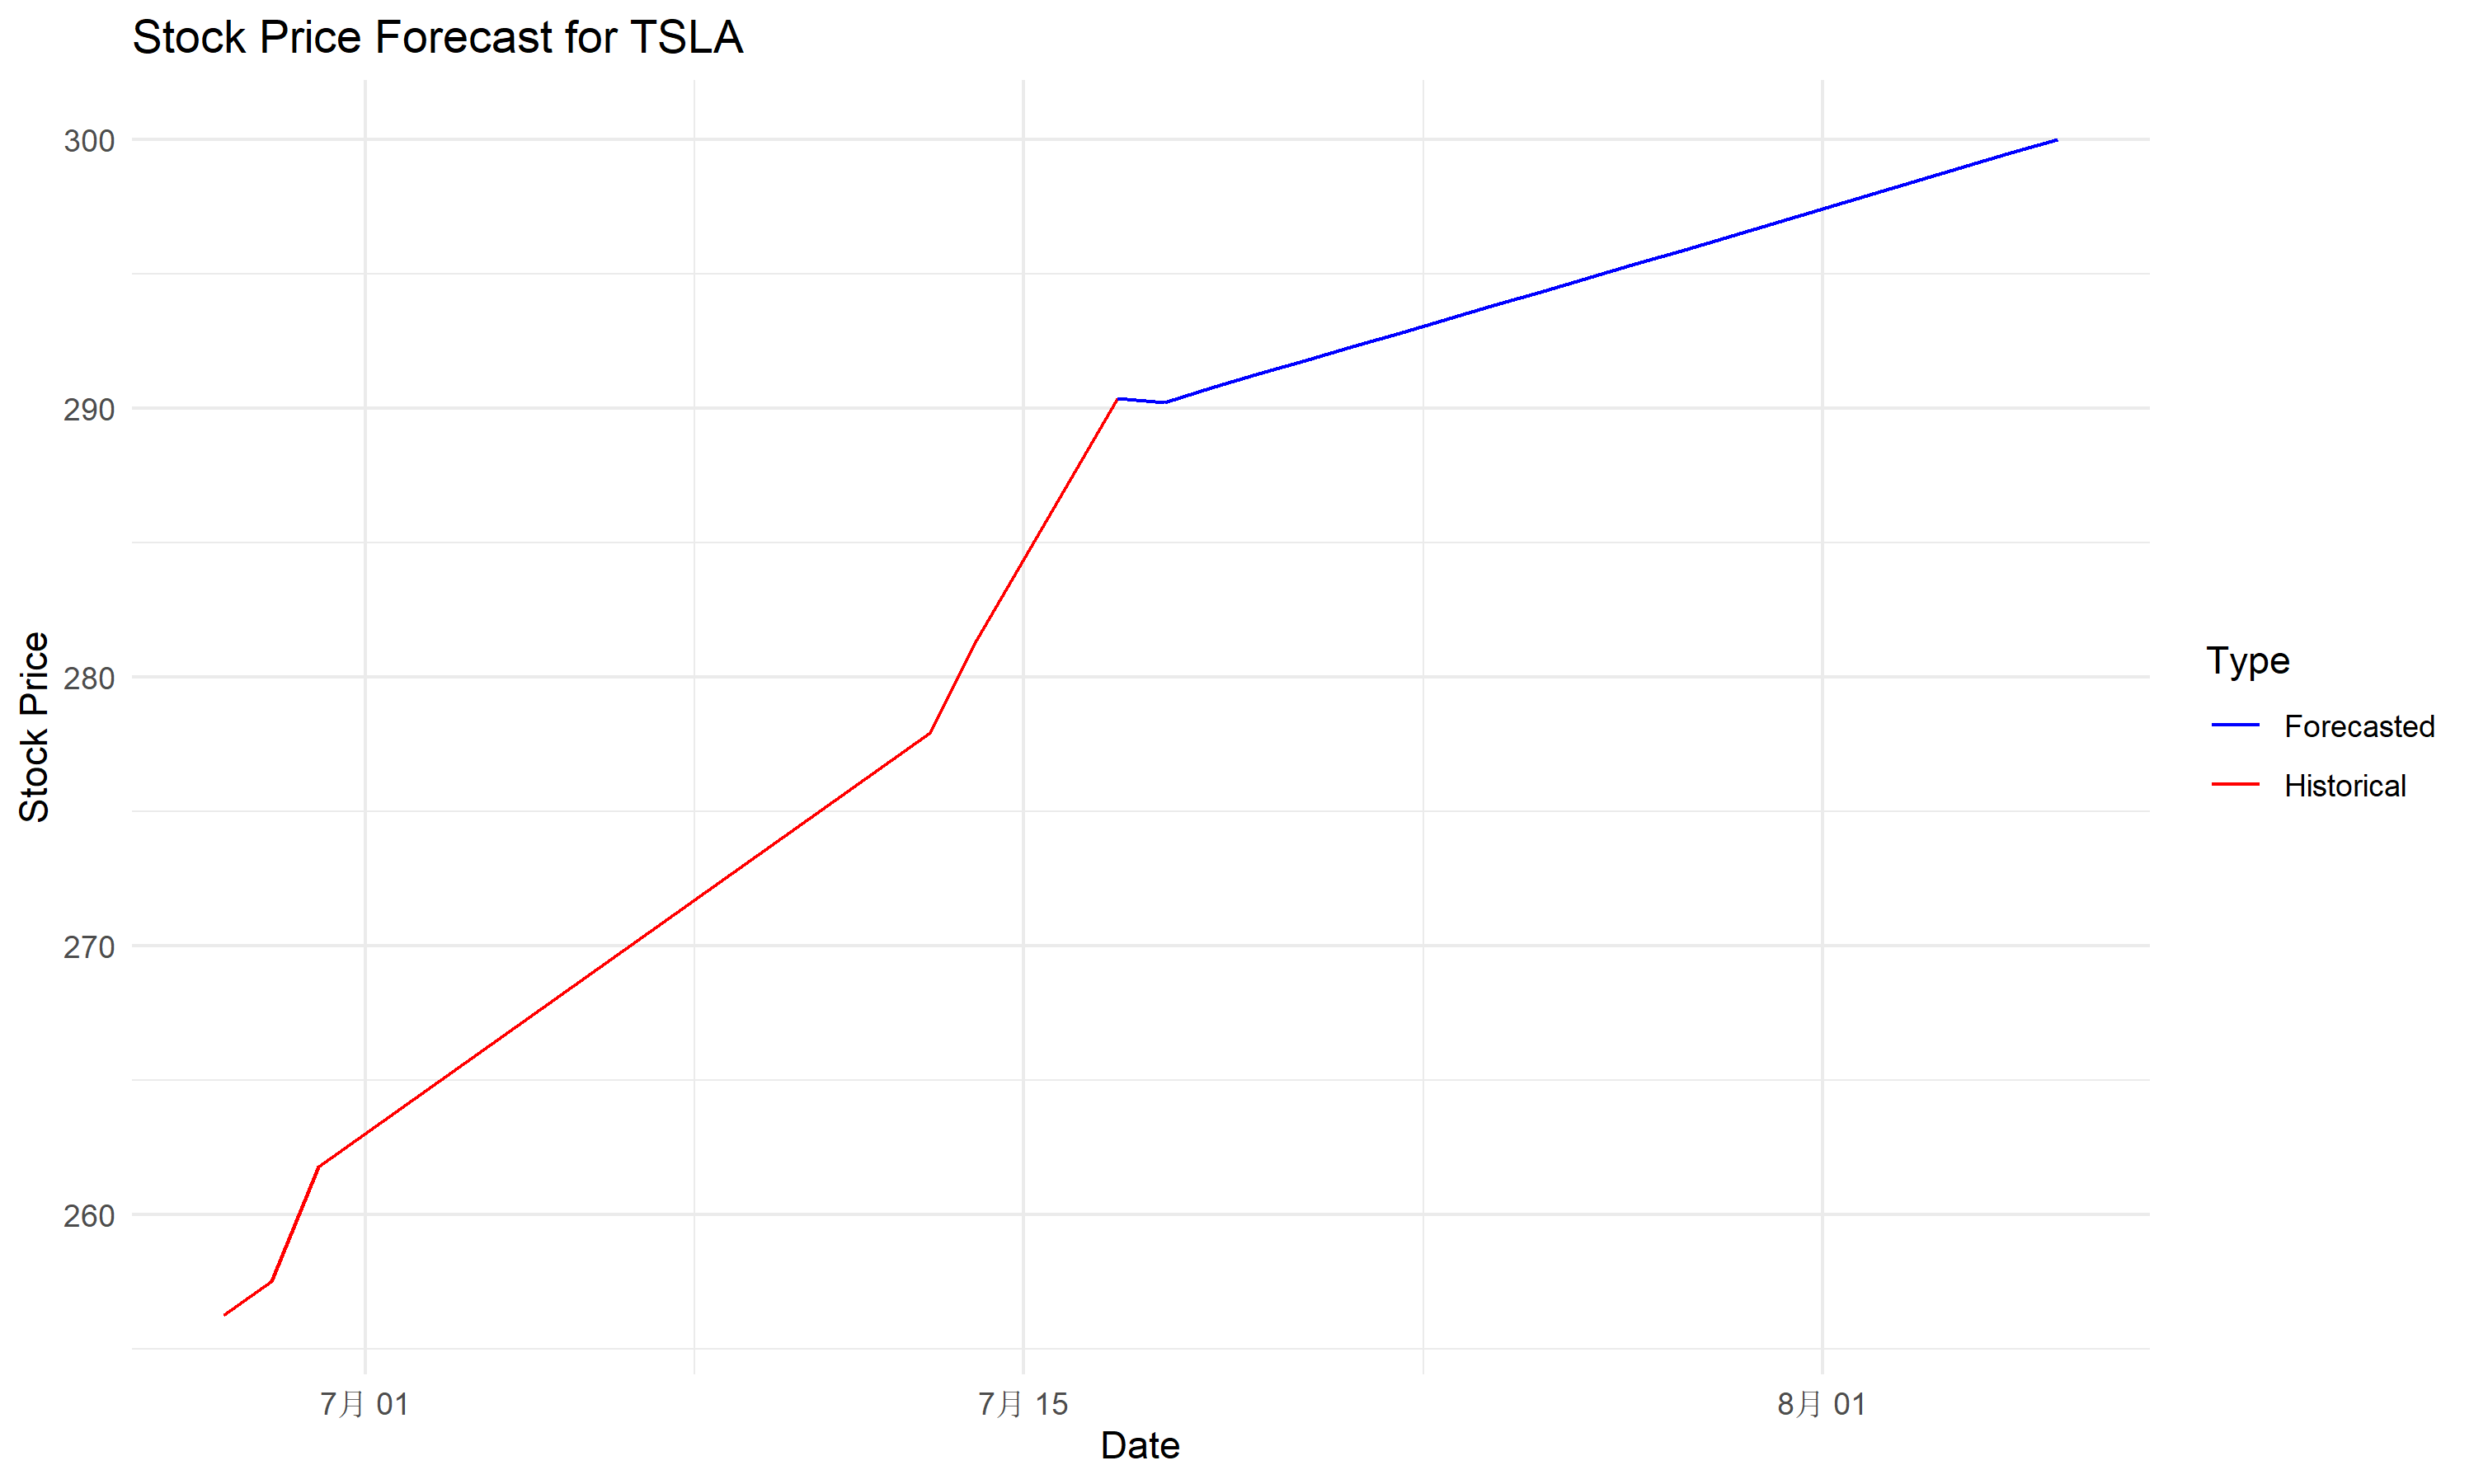 Stock Price Forecast for TSLA
300
290
280
270
260
Stock Price
7月 01
7月 15
8月 01
Date
Type
Forecasted
Historical